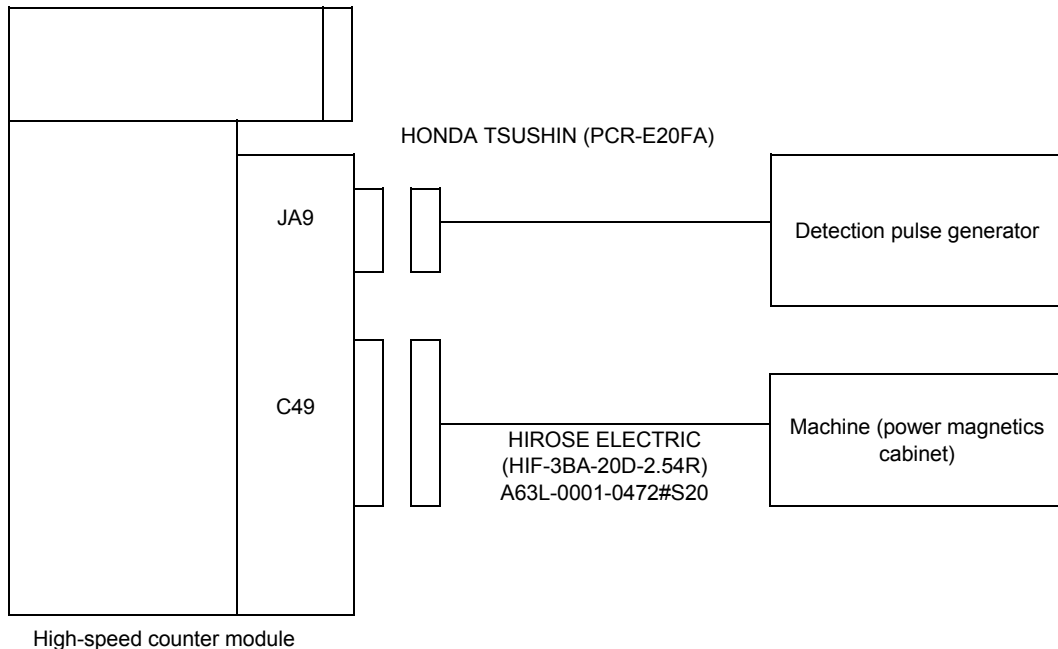 HONDA TSUSHIN (PCR-E20FA)
JA9
Detection pulse generator
C49
HIROSE ELECTRIC
(HIF-3BA-20D-2.54R)
A63L-0001-0472#S20
Machine (power magnetics
cabinet)
High-speed counter module